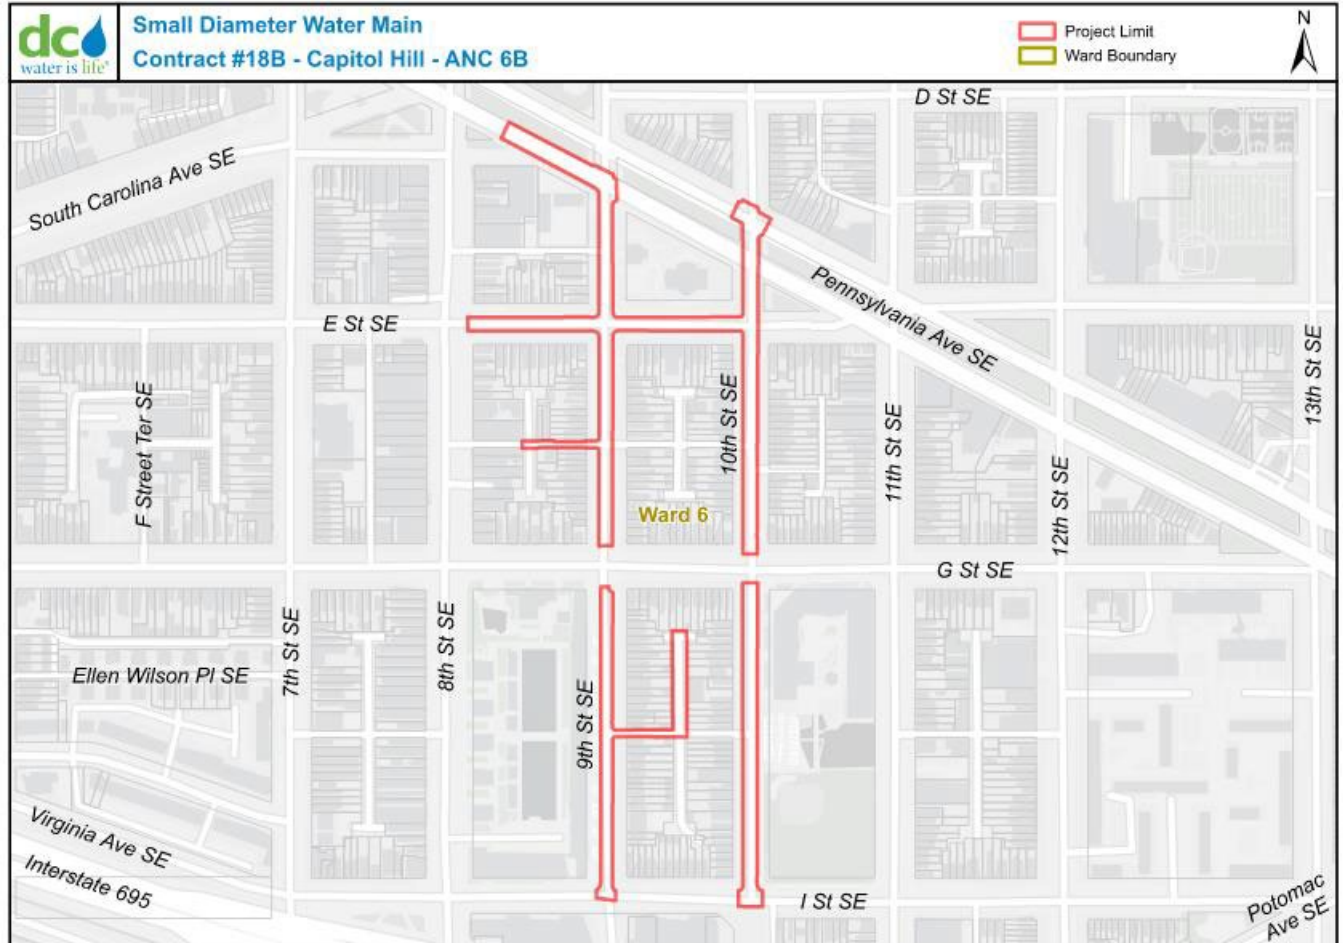 dc
water is life®
Small Diameter Water Main
Contract #18B - Capitol Hill - ANC 6B
Project Limit
Ward Boundary
N
D St SE
South Carolina Ave SE
Pennsylvania Ave SE
E St SE
F Street Ter SE
10th St SE
11th St SE
12th St SE
13th St SE
Ward 6
G St SE
7th St SE
8th St SE
9th St SE
Ellen Wilson Pl SE
Virginia Ave SE
Interstate 695
I St SE
Potomac
Ave SE